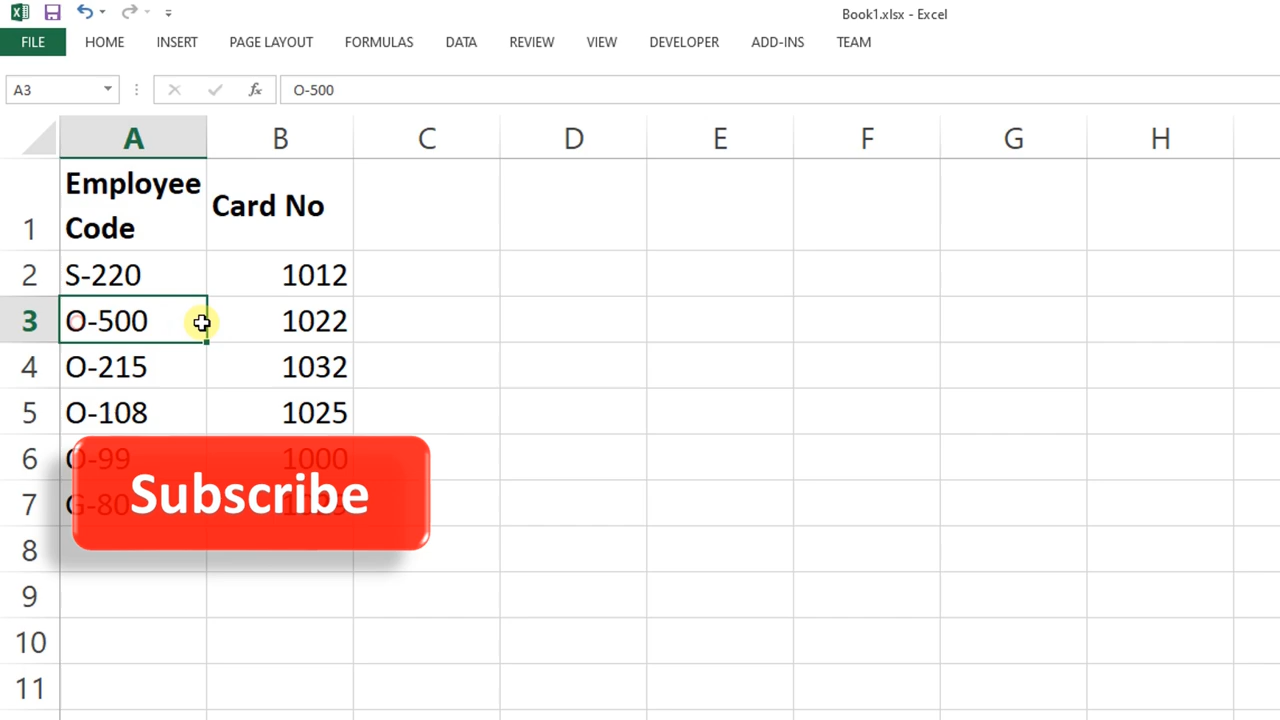 Book1.xlsx - Excel
FILE HOME INSERT PAGE LAYOUT FORMULAS DATA REVIEW VIEW DEVELOPER ADD-INS TEAM
A3 fx O-500
A B C D E F G H
1 Employee Code Card No
2 S-220 1012
3 O-500 1022
4 O-215 1032
5 O-108 1025
6 O-99 1000
7 G-80
Subscribe
8
9
10
11